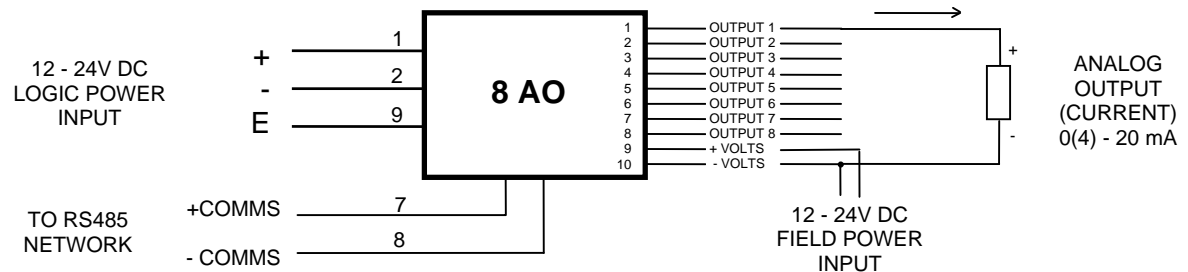 12 - 24V DC
LOGIC POWER
INPUT
+
-
E
1
2
9
8 AO
1
2
3
4
5
6
7
8
9
10
OUTPUT 1
OUTPUT 2
OUTPUT 3
OUTPUT 4
OUTPUT 5
OUTPUT 6
OUTPUT 7
OUTPUT 8
+ VOLTS
- VOLTS
+
-
ANALOG
OUTPUT
(CURRENT)
0(4) - 20 mA
TO RS485
NETWORK
+COMMS
- COMMS
7
8
12 - 24V DC
FIELD POWER
INPUT